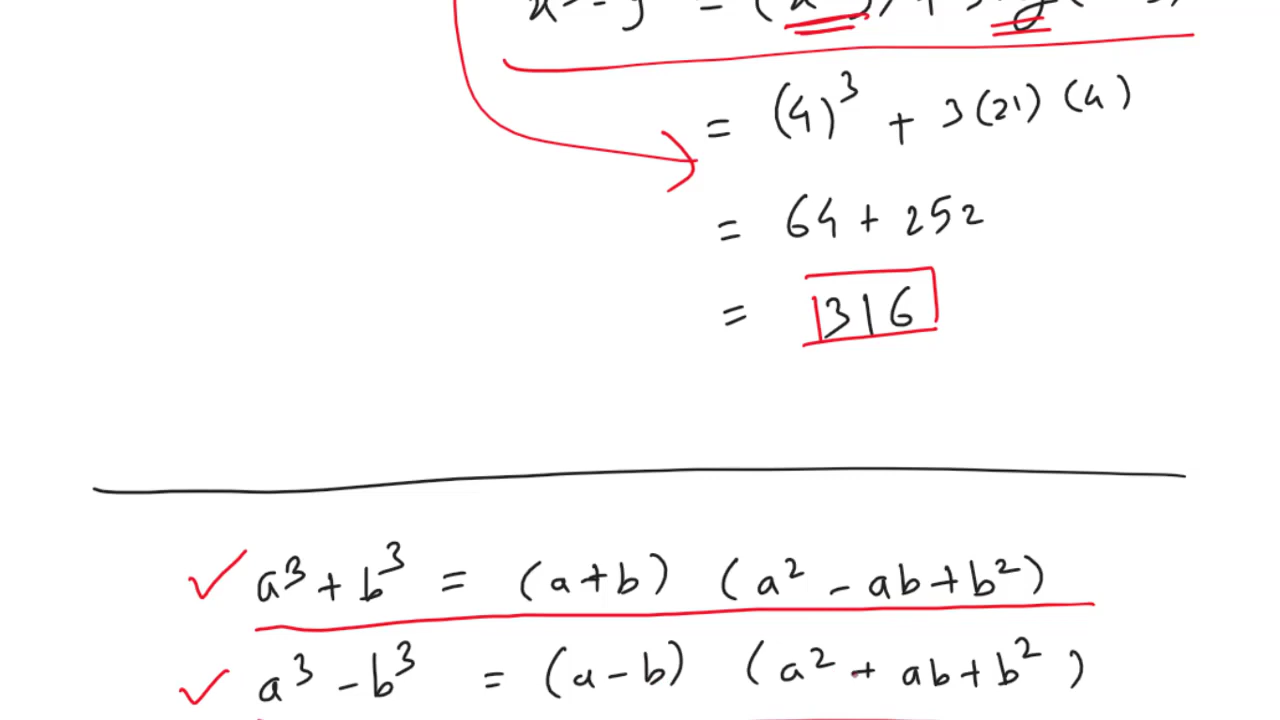 = (4)³ + 3(21) (4)
= 64 + 252
= 316
a³ + b³ = (a+b) (a² - ab + b²)
a³ - b³ = (a-b) (a² + ab + b²)